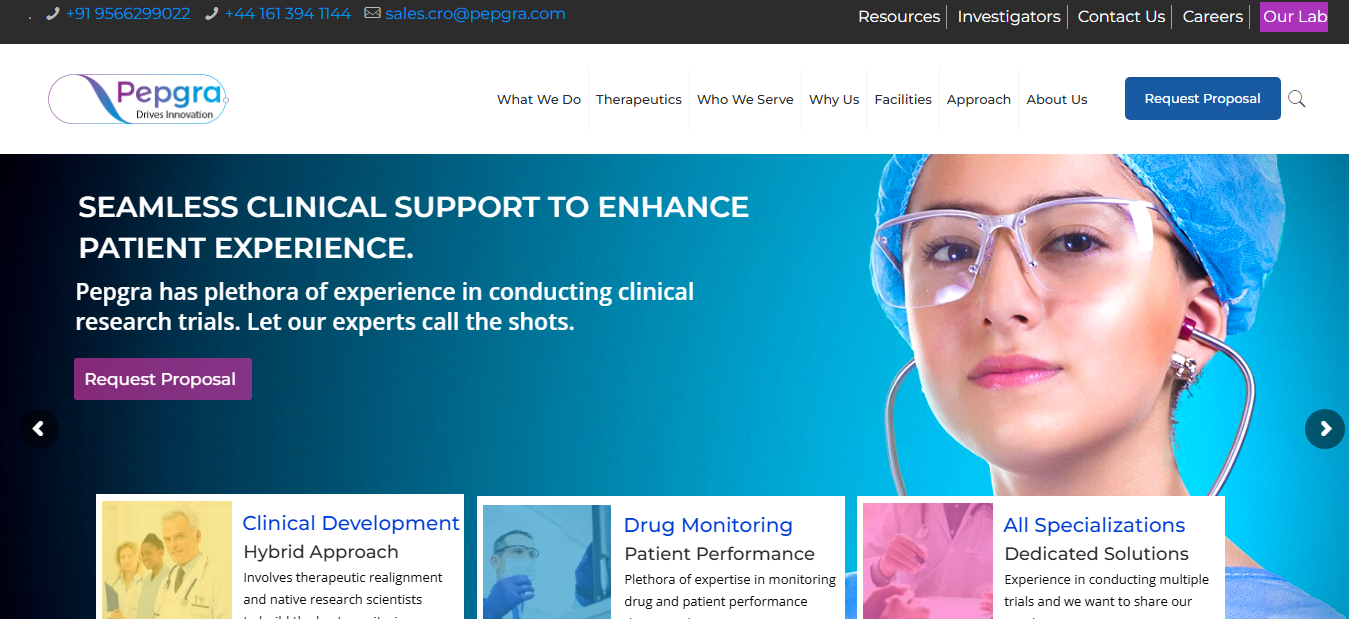 . +91 9566299022 +44 161 394 1144 sales.cro@pepgra.com Resources Investigators Contact Us Careers Our Lab
Pepgra
Drives Innovation
What We Do Therapeutics Who We Serve Why Us Facilities Approach About Us Request Proposal
SEAMLESS CLINICAL SUPPORT TO ENHANCE
PATIENT EXPERIENCE.
Pepgra has plethora of experience in conducting clinical
research trials. Let our experts call the shots.
Request Proposal
Clinical Development
Hybrid Approach
Involves therapeutic realignment
and native research scientists
Drug Monitoring
Patient Performance
Plethora of expertise in monitoring
drug and patient performance
All Specializations
Dedicated Solutions
Experience in conducting multiple
trials and we want to share our